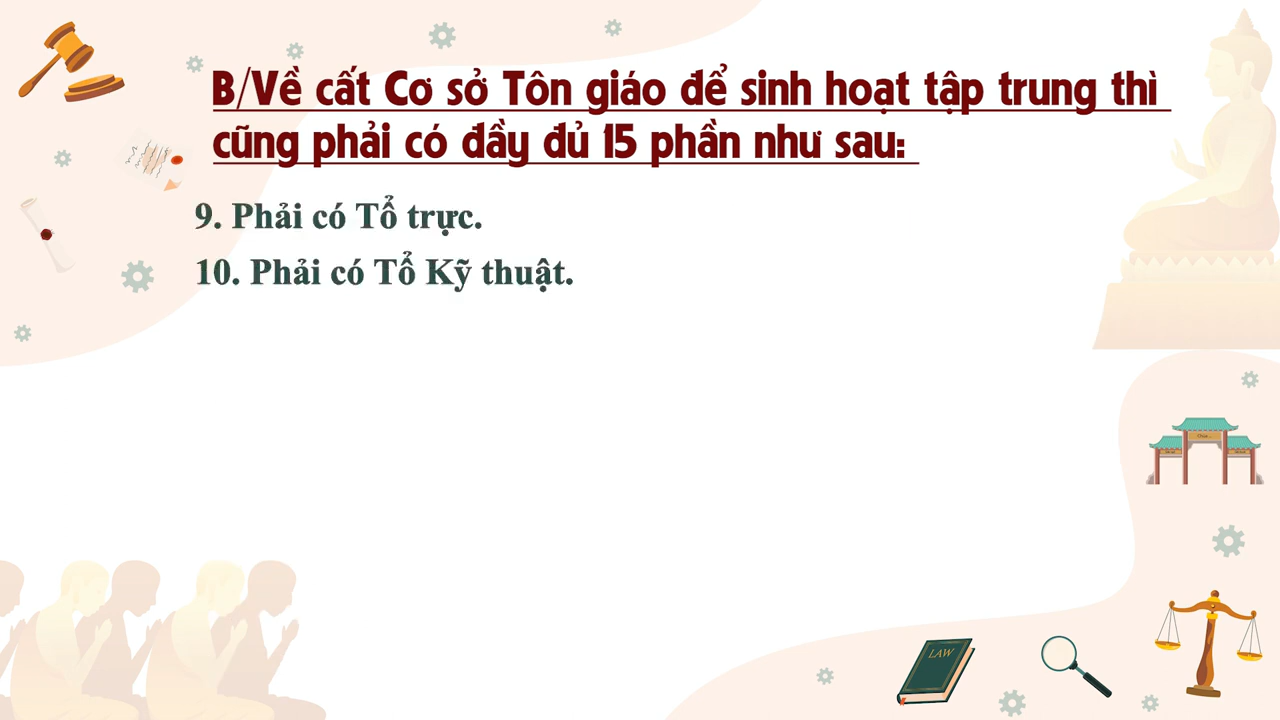 B/Về cất Cơ sở Tôn giáo để sinh hoạt tập trung thì
cũng phải có đầy đủ 15 phần như sau:
9. Phải có Tổ trực.
10. Phải có Tổ Kỹ thuật.
LAW